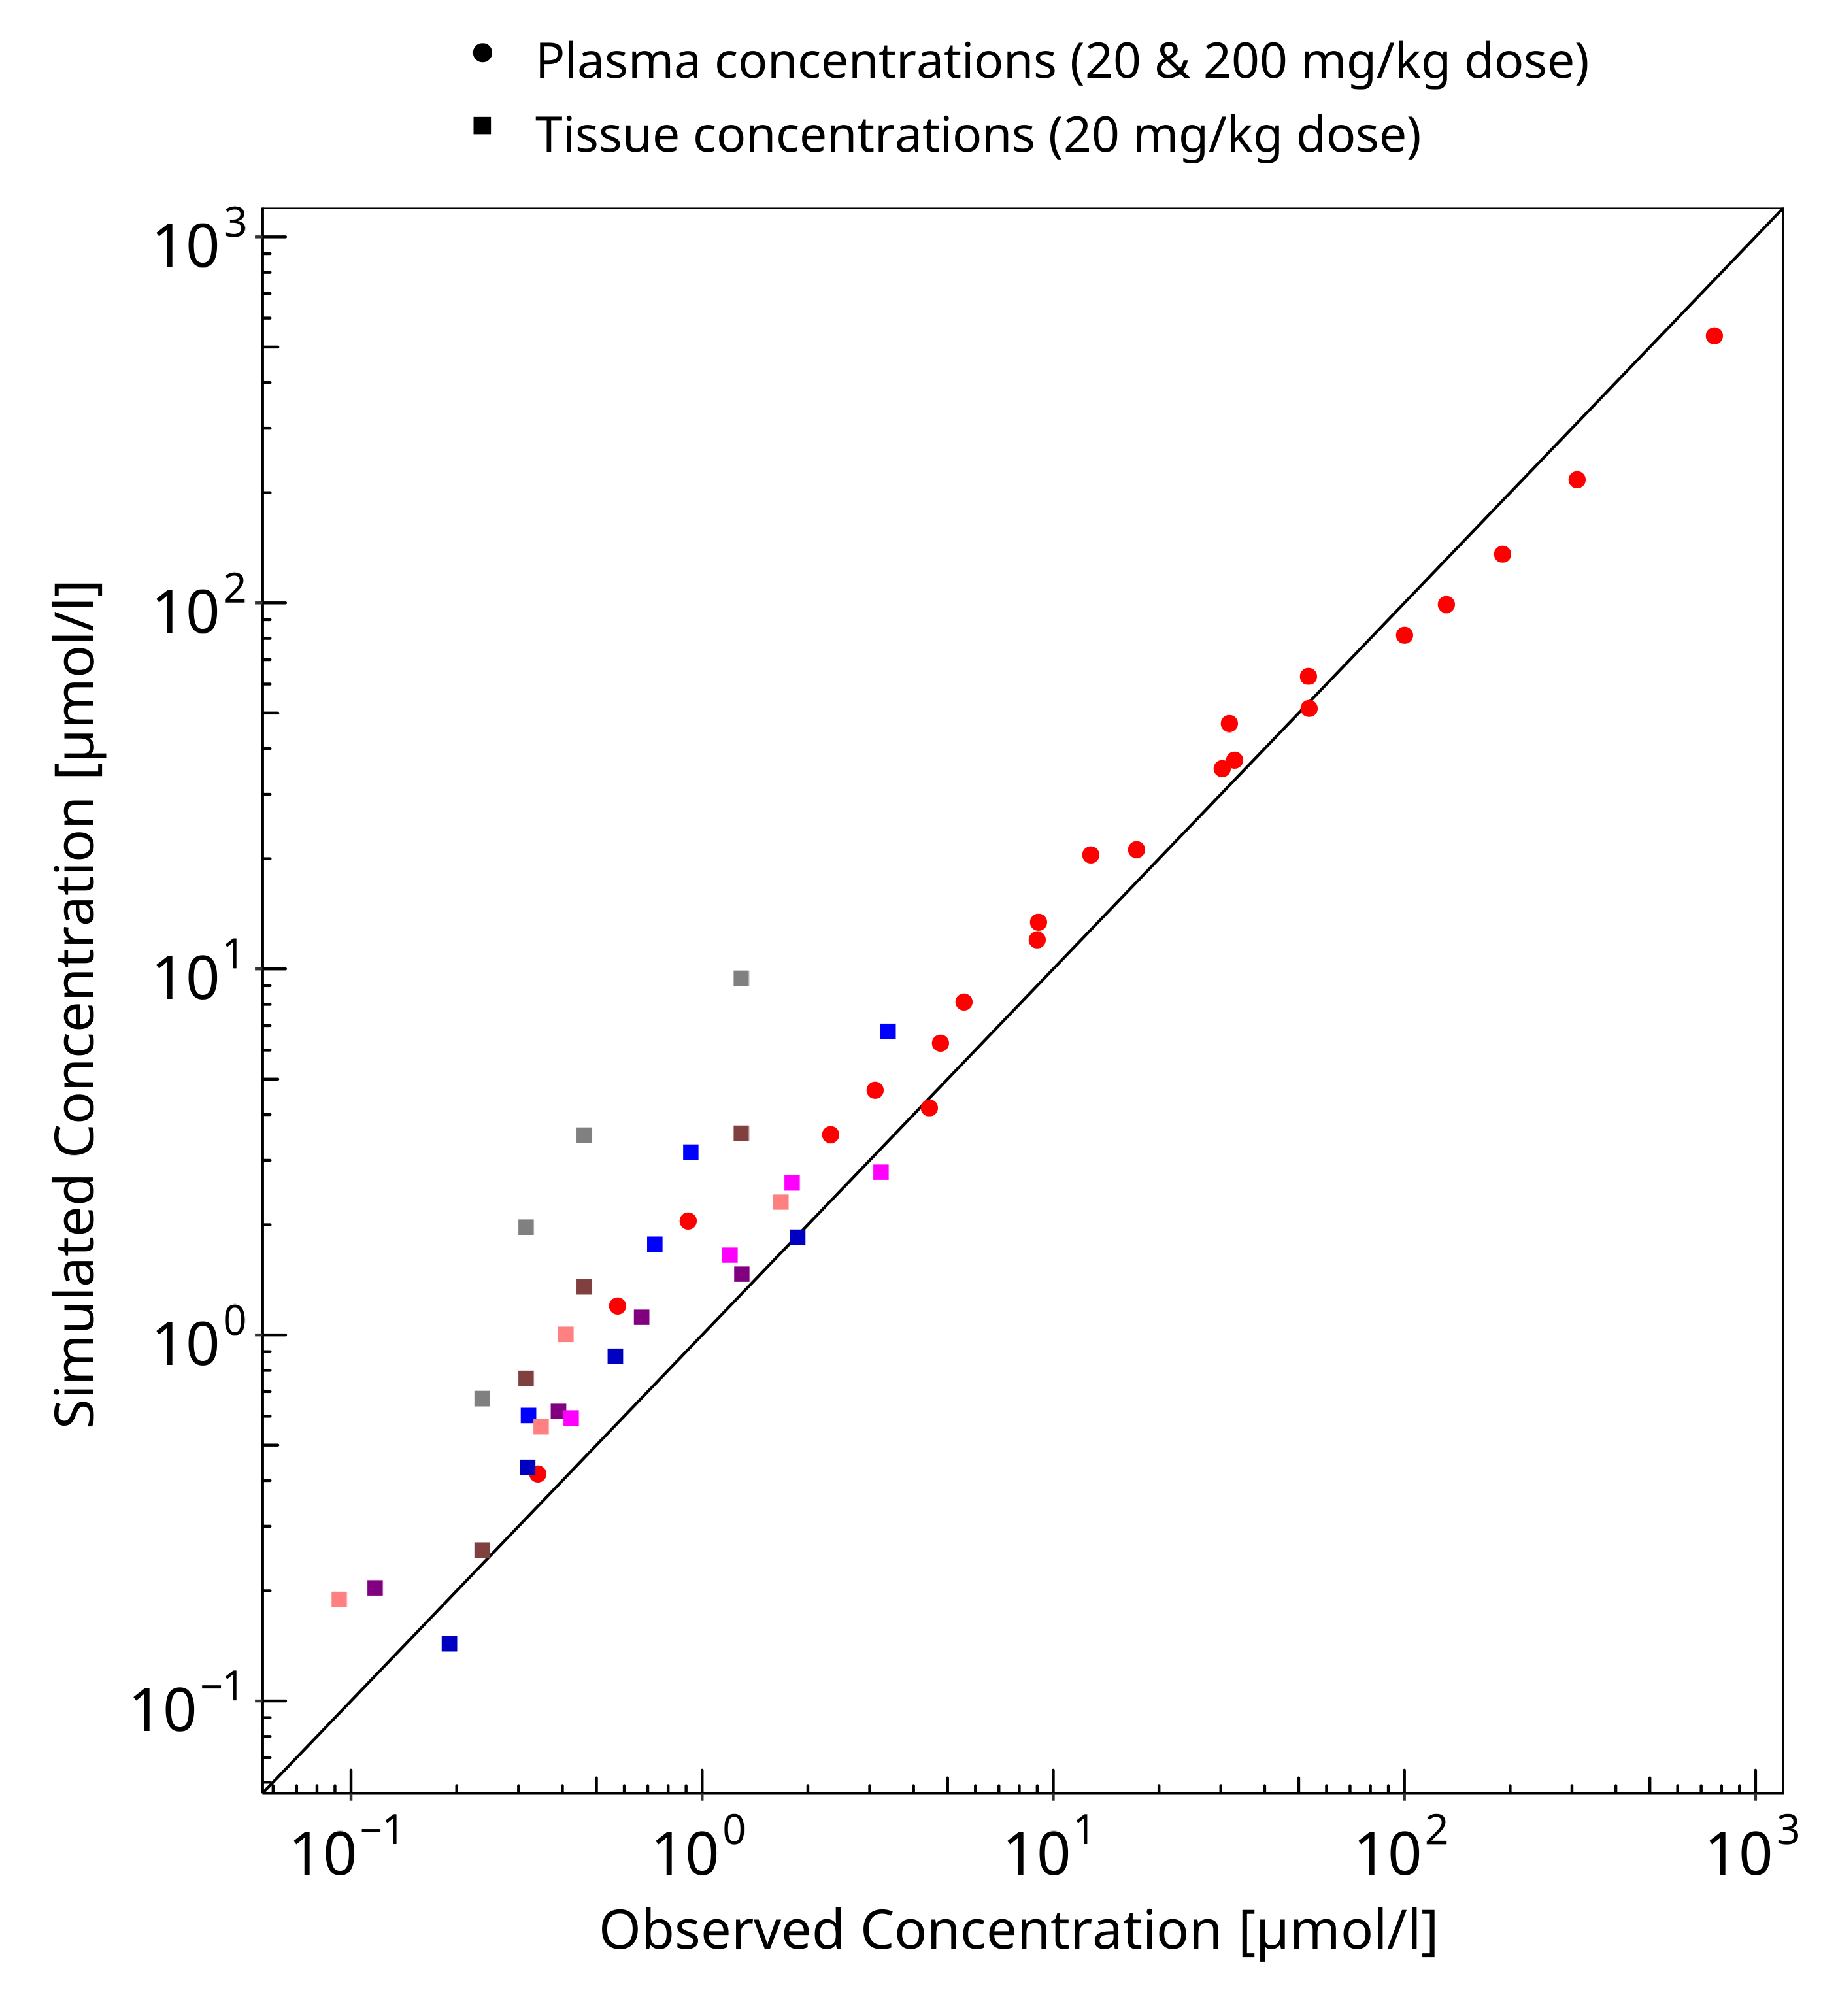 Plasma concentrations (20 & 200 mg/kg dose)
Tissue concentrations (20 mg/kg dose)
10³
10²
10¹
10⁰
10⁻¹
Simulated Concentration [µmol/l]
10⁻¹ 10⁰ 10¹ 10² 10³
Observed Concentration [µmol/l]